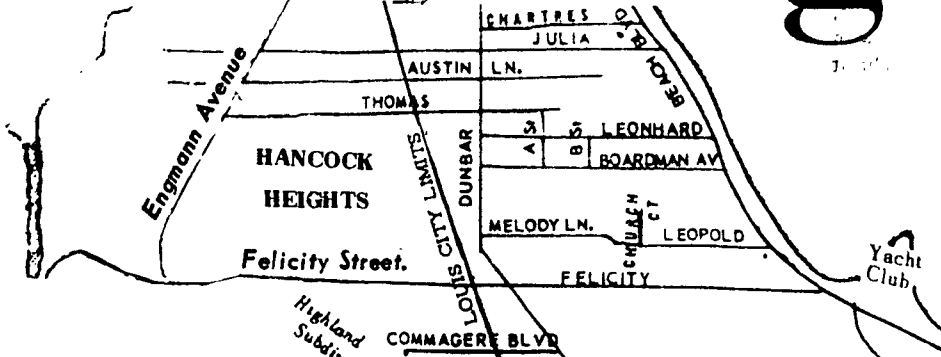 CHARTRES
JULIA
AUSTIN LN.
THOMAS
BEACH BLVD.
Engmann Avenue
LEONHARD
A St
B St
BOARDMAN AV
HANCOCK
HEIGHTS
DUNBAR
LOUIS CITY LIMITS
MELODY LN.
CHURCH
CT
LEOPOLD
Felicity Street.
FELICITY
Yacht
Club
Highland
COMMAGERE BLVD